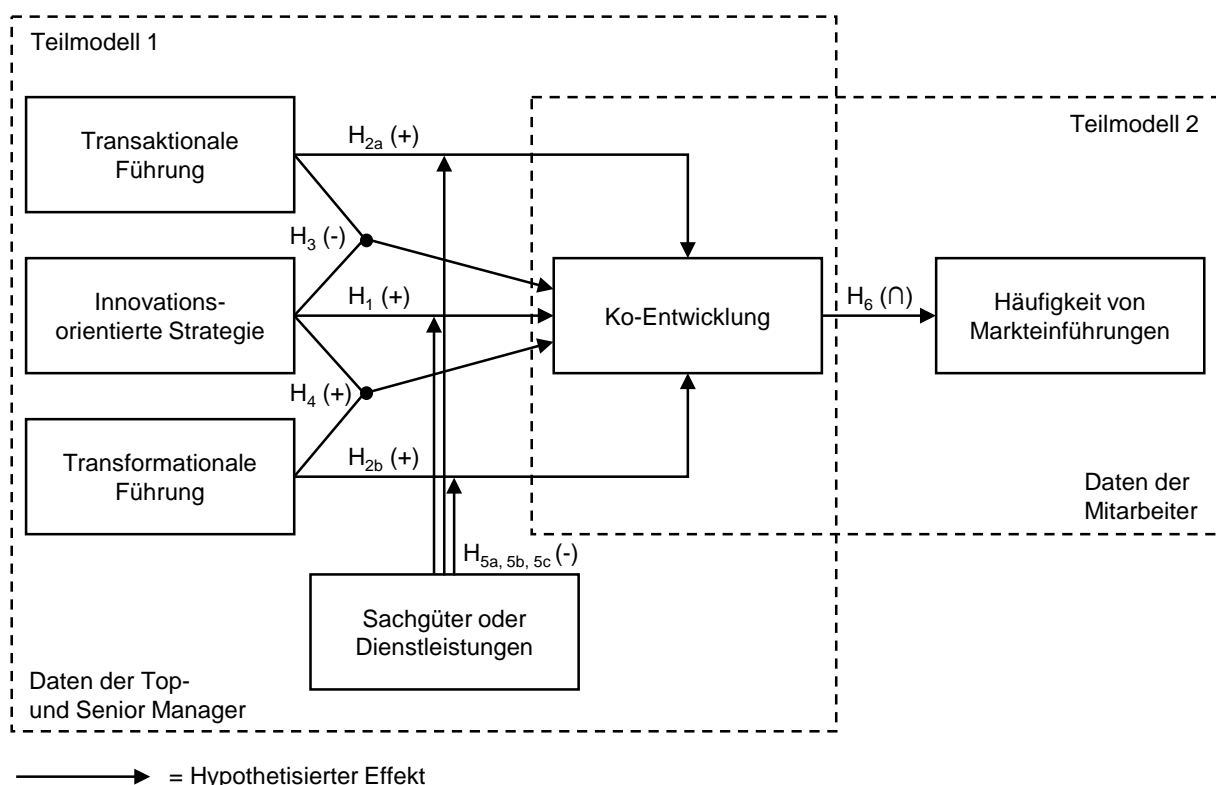 Teilmodell 1
Transaktionale
Führung
H2a (+)
Teilmodell 2
H3 (-)
Innovations-
orientierte Strategie
H1 (+)
Ko-Entwicklung
H6 (∩)
Häufigkeit von
Markteinführungen
H4 (+)
Transformationale
Führung
H2b (+)
Daten der
Mitarbeiter
H5a, 5b, 5c (-)
Sachgüter oder
Dienstleistungen
Daten der Top-
und Senior Manager
= Hypothetisierter Effekt